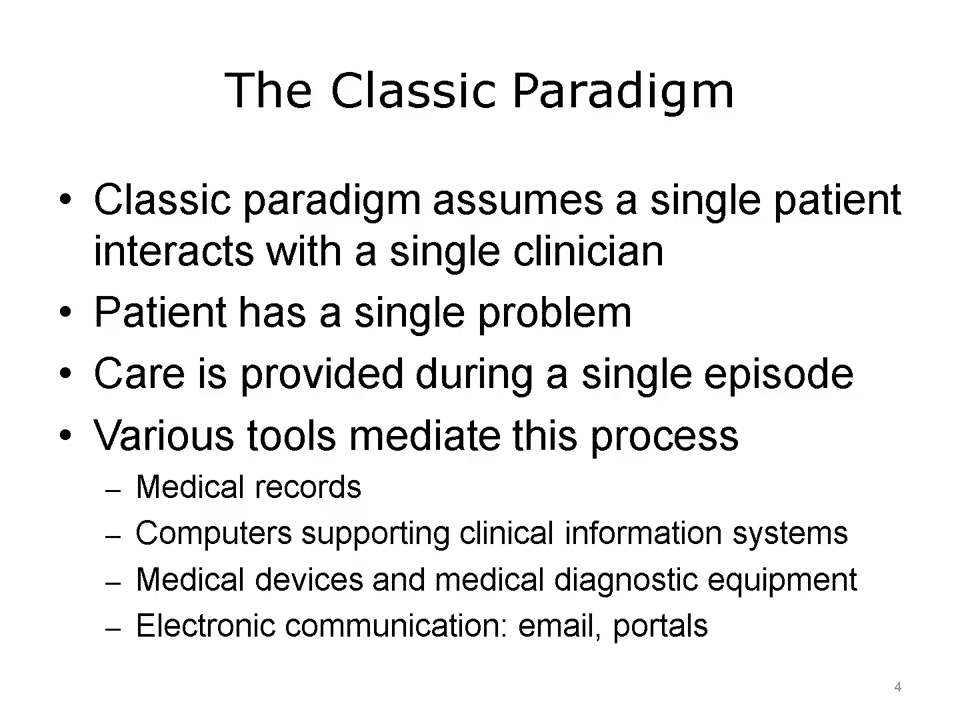 The Classic Paradigm
• Classic paradigm assumes a single patient
interacts with a single clinician
• Patient has a single problem
• Care is provided during a single episode
• Various tools mediate this process
– Medical records
– Computers supporting clinical information systems
– Medical devices and medical diagnostic equipment
– Electronic communication: email, portals
4